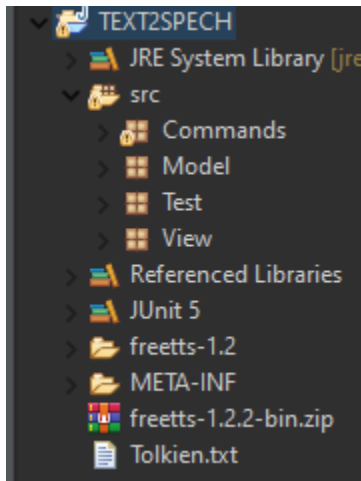 TEXT2SPECH
JRE System Library [jre
src
Commands
Model
Test
View
Referenced Libraries
JUnit 5
freetts-1.2
META-INF
freetts-1.2.2-bin.zip
Tolkien.txt